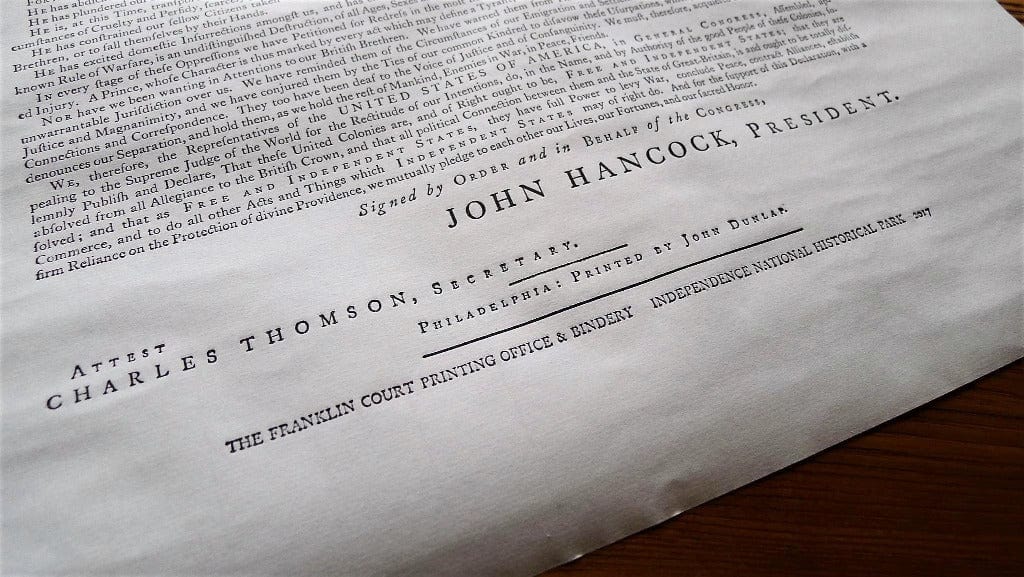 HE has abdic
HE has plundered our
HE is, at this Time, tranſpor
cumſtances of Cruelty and Perfidy, ſcarce
HE has conſtrained our fellow Citizens taken
Brethren, or to fall themſelves by their Hands.
HE has excited domeſtic Inſurrections amongſt us, and has
known Rule of Warfare, is an undiſtinguiſhed Deſtruction, of all Ages, Sexes
IN every ſtage of theſe Oppreſſions we have Petitioned for Redreſs in the moſt
ed Injury. A Prince, whoſe Character is thus marked by every act which may define a Tyran
NOR have we been wanting in Attentions to our Britiſh Brethren. We have warned them from
unwarrantable Juriſdiction over us. We have reminded them of the Circumſtances of our Emigration and Settlem
Juſtice and Magnanimity, and we have conjured them by the Ties of our common Kindred to diſavow theſe Uſurpations, which
Connections and Correſpondence. They too have been deaf to the Voice of Juſtice and of Conſanguinity. We muſt, therefore, acquieſ
denounces our Separation, and hold them, as we hold the reſt of Mankind, Enemies in War, in Peace, Friends.
WE, therefore, the Repreſentatives of the UNITED STATES OF AMERICA, in GENERAL CONGRESS, Aſſembled, ap-
pealing to the Supreme Judge of the World for the Rectitude of our Intentions, do, in the Name, and by Authority of the good People of theſe Colonies, ſo-
lemnly Publiſh and Declare, That theſe United Colonies are, and of Right ought to be, FREE AND INDEPENDENT STATES; that they are
abſolved from all Allegiance to the Britiſh Crown, and that all political Connection between them and the State of Great-Britain, is and ought to be totally diſ-
ſolved; and that as FREE AND INDEPENDENT STATES, they have full Power to levy War, conclude Peace, contract Alliances, eſtabliſh
Commerce, and to do all other Acts and Things which INDEPENDENT STATES may of right do. And for the ſupport of this Declaration, with a
firm Reliance on the Protection of divine Providence, we mutually pledge to each other our Lives, our Fortunes, and our ſacred Honor.
Signed by ORDER and in BEHALF of the CONGRESS,
JOHN HANCOCK, PRESIDENT.
ATTEST
CHARLES THOMSON, SECRETARY.
PHILADELPHIA: PRINTED BY JOHN DUNLAP.
THE FRANKLIN COURT PRINTING OFFICE & BINDERY INDEPENDENCE NATIONAL HISTORICAL PARK 2017